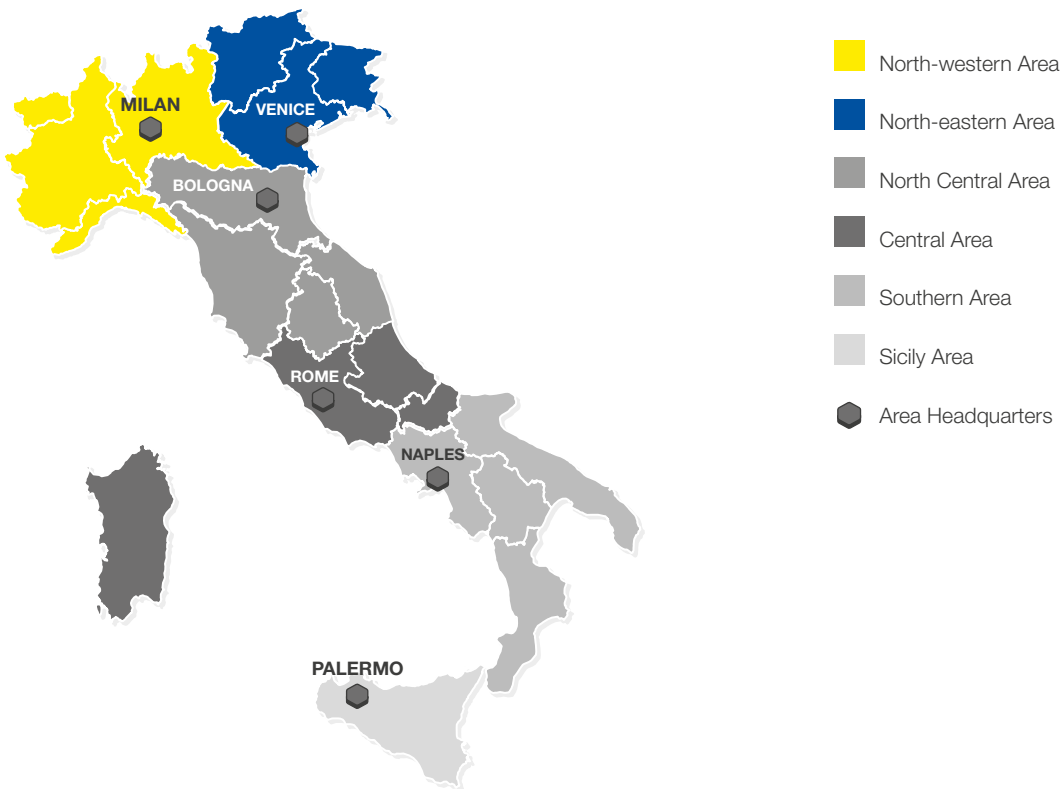 MILAN
VENICE
BOLOGNA
ROME
NAPLES
PALERMO
North-western Area
North-eastern Area
North Central Area
Central Area
Southern Area
Sicily Area
Area Headquarters